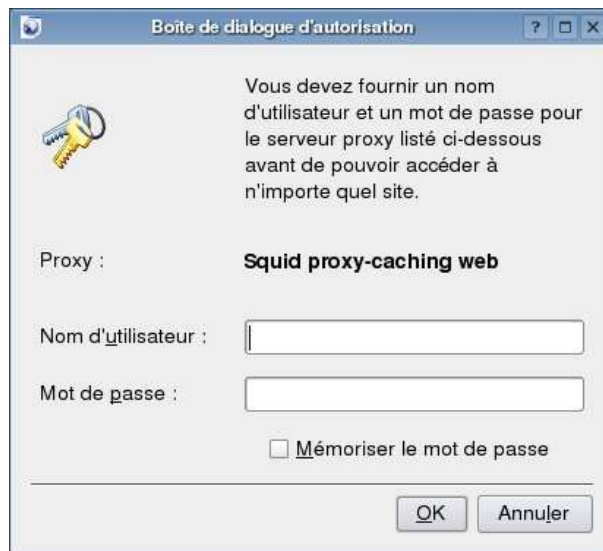 Boîte de dialogue d'autorisation
Vous devez fournir un nom
d'utilisateur et un mot de passe pour
le serveur proxy listé ci-dessous
avant de pouvoir accéder à
n'importe quel site.
Proxy : Squid proxy-caching web
Nom d'utilisateur :
Mot de passe :
Mémoriser le mot de passe
OK Annuler